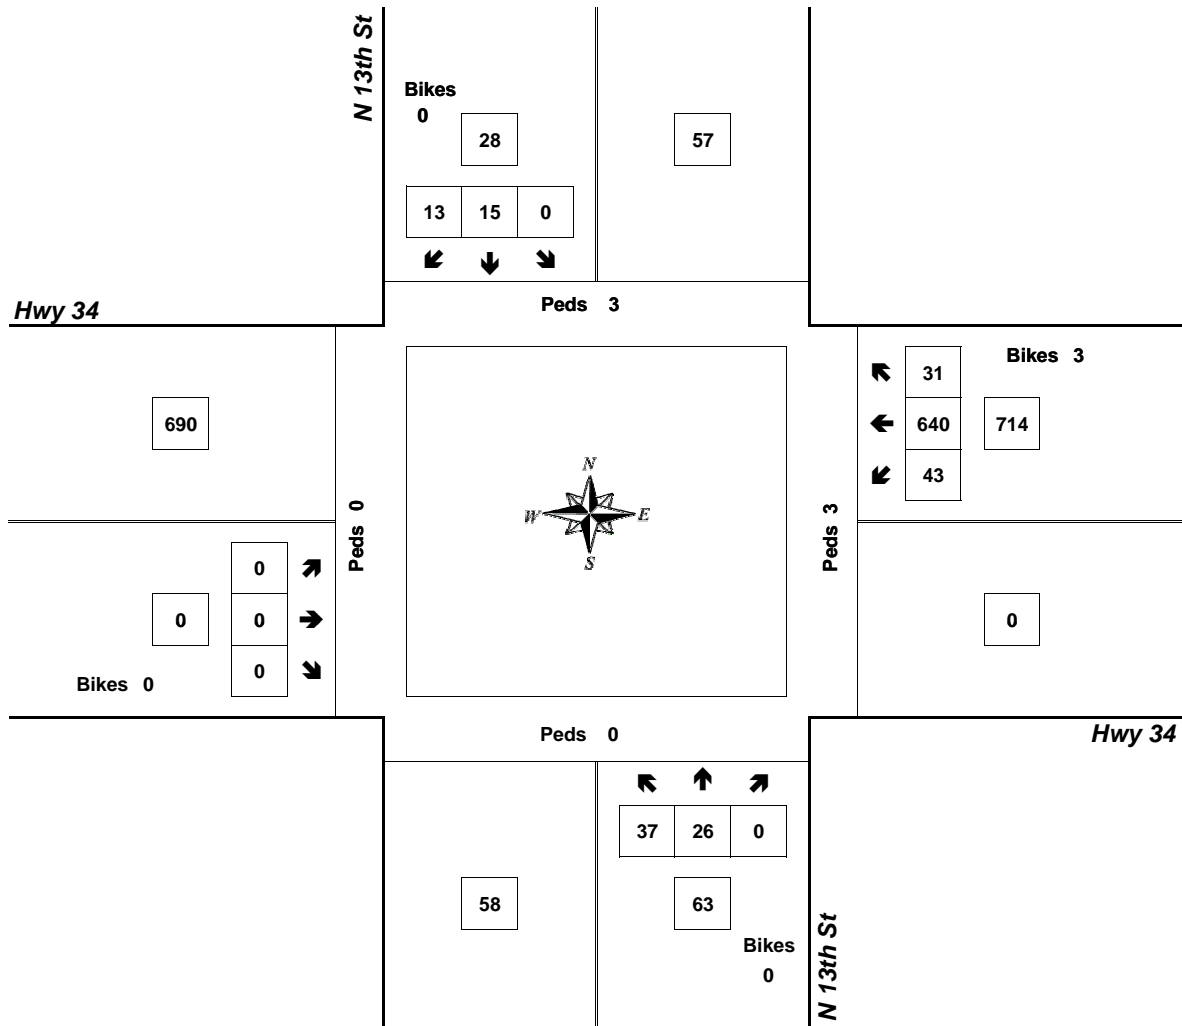 N 13th St
Bikes
0
28
57
13 15 0
Peds 3
Hwy 34
31
Bikes 3
690
640
714
43
N
W E
S
Peds 0
Peds 3
0
0
0
0
0
Bikes 0
Peds 0
Hwy 34
37 26 0
58
63
Bikes
0
N 13th St